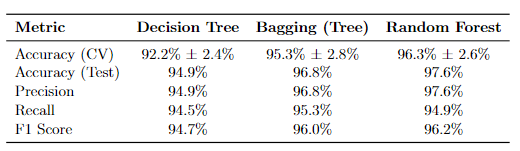 Metric Decision Tree Bagging (Tree) Random Forest
Accuracy (CV) 92.2% ± 2.4% 95.3% ± 2.8% 96.3% ± 2.6%
Accuracy (Test) 94.9% 96.8% 97.6%
Precision 94.9% 96.8% 97.6%
Recall 94.5% 95.3% 94.9%
F1 Score 94.7% 96.0% 96.2%